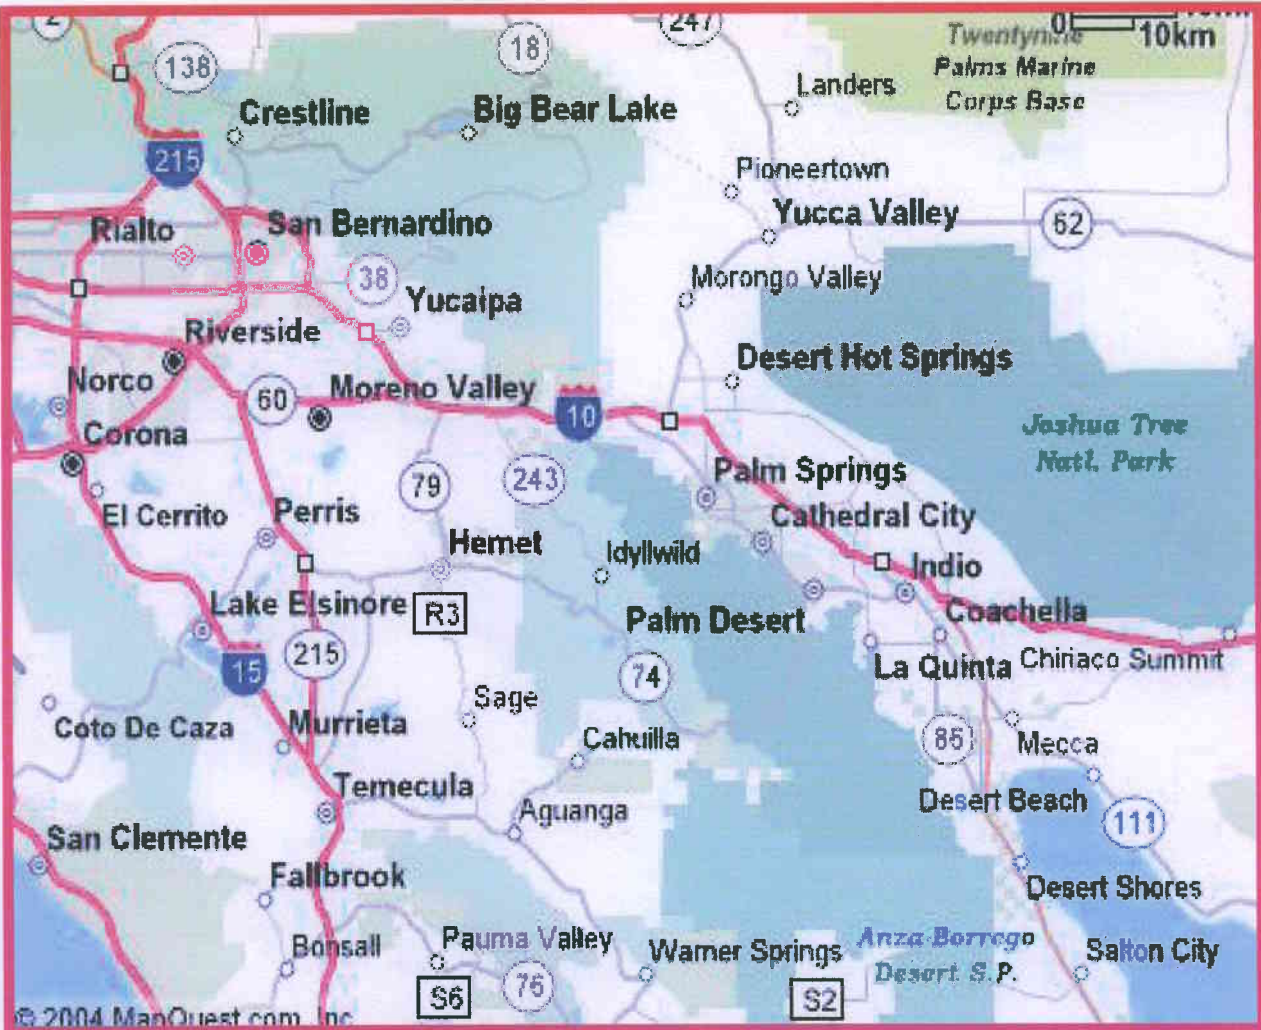 2
138
18
247
0
10km
Twentynine
Palms Marine
Corps Base
Landers
Crestline
Big Bear Lake
215
Pioneertown
Rialto
San Bernardino
Yucca Valley
62
38
Morongo Valley
Yucaipa
Riverside
Desert Hot Springs
Norco
60
Moreno Valley
10
Corona
Joshua Tree
Natl. Park
79
243
Palm Springs
El Cerrito
Perris
Cathedral City
Hemet
Idyllwild
Indio
Lake Elsinore
R3
Palm Desert
Coachella
15
215
74
La Quinta
Chiriaco Summit
Sage
Coto De Caza
Murrieta
Cahuilla
86
Mecca
Temecula
Aguanga
Desert Beach
111
San Clemente
Fallbrook
Desert Shores
Bonsall
Pauma Valley
Warner Springs
Anza-Borrego
Desert S.P.
Salton City
S6
76
S2
© 2004 MapQuest.com, Inc